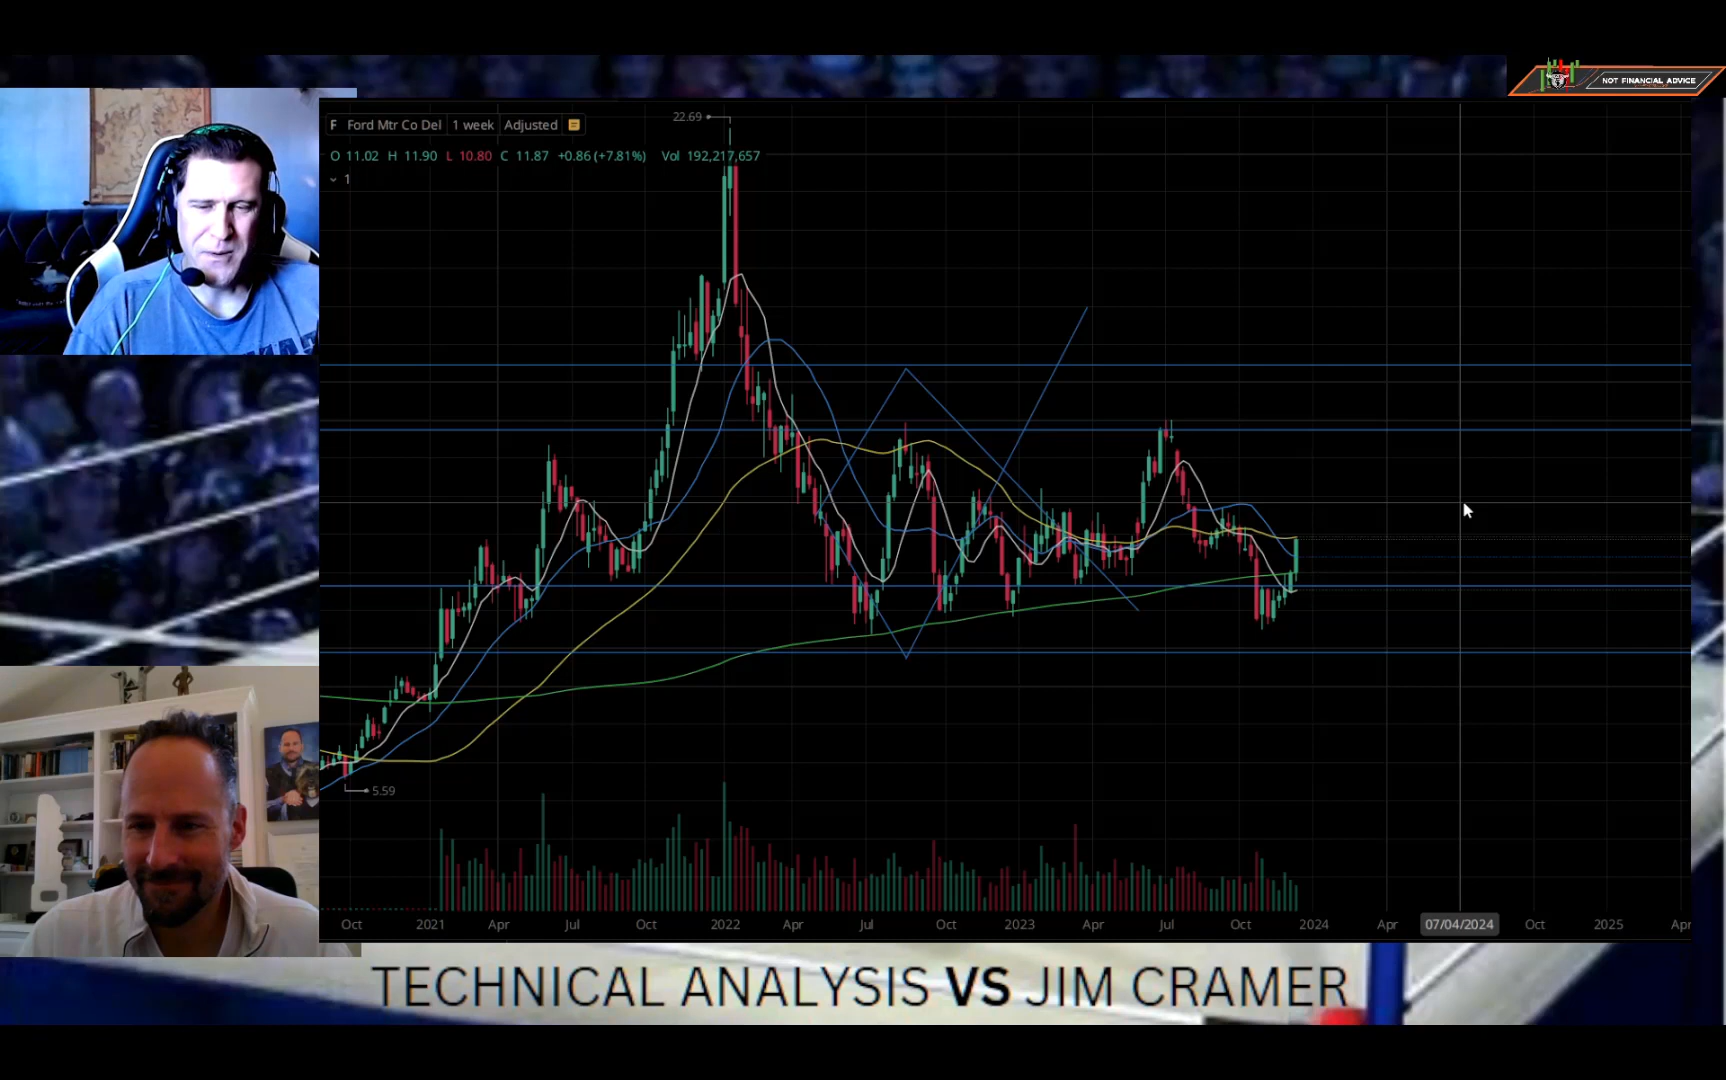 NOT FINANCIAL ADVICE
22.69
F Ford Mtr Co Del 1 week Adjusted
O 11.02 H 11.90 L 10.80 C 11.87 +0.86 (+7.81%) Vol 192,217,657
1
5.59
Oct 2021 Apr Jul Oct 2022 Apr Jul Oct 2023 Apr Jul Oct 2024 Apr 07/04/2024 Oct 2025 Apr
TECHNICAL ANALYSIS VS JIM CRAMER